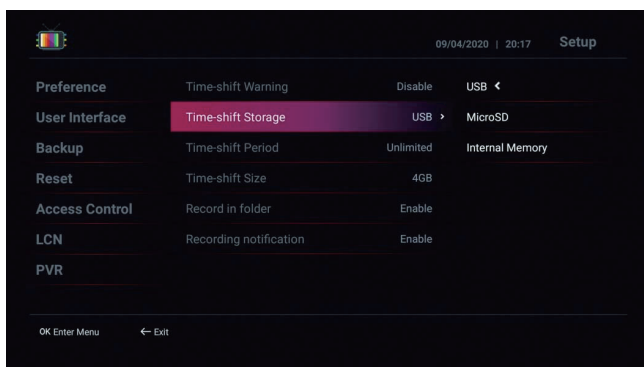 09/04/2020 | 20:17 Setup
Preference Time-shift Warning Disable USB
User Interface Time-shift Storage USB MicroSD
Backup Time-shift Period Unlimited Internal Memory
Reset Time-shift Size 4GB
Access Control Record in folder Enable
LCN Recording notification Enable
PVR
OK Enter Menu ← Exit